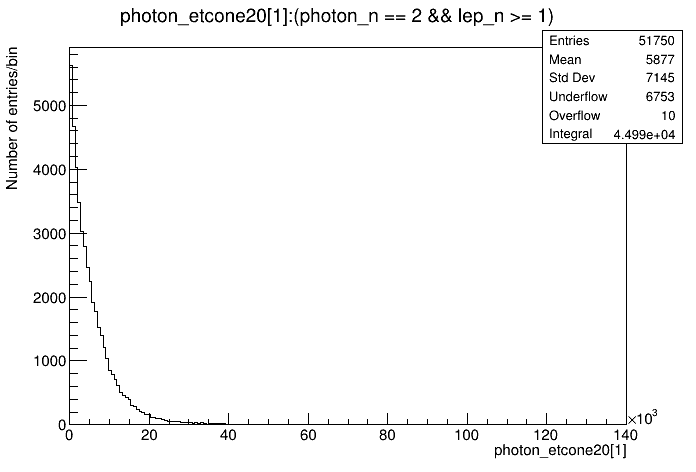 photon_etcone20[1]:(photon_n == 2 && lep_n >= 1)
Entries 51750
Mean 5877
Std Dev 7145
Underflow 6753
Overflow 10
Integral 4.499e+04
Number of entries/bin
5000
4000
3000
2000
1000
0
0 20 40 60 80 100 120 140
×10³
photon_etcone20[1]